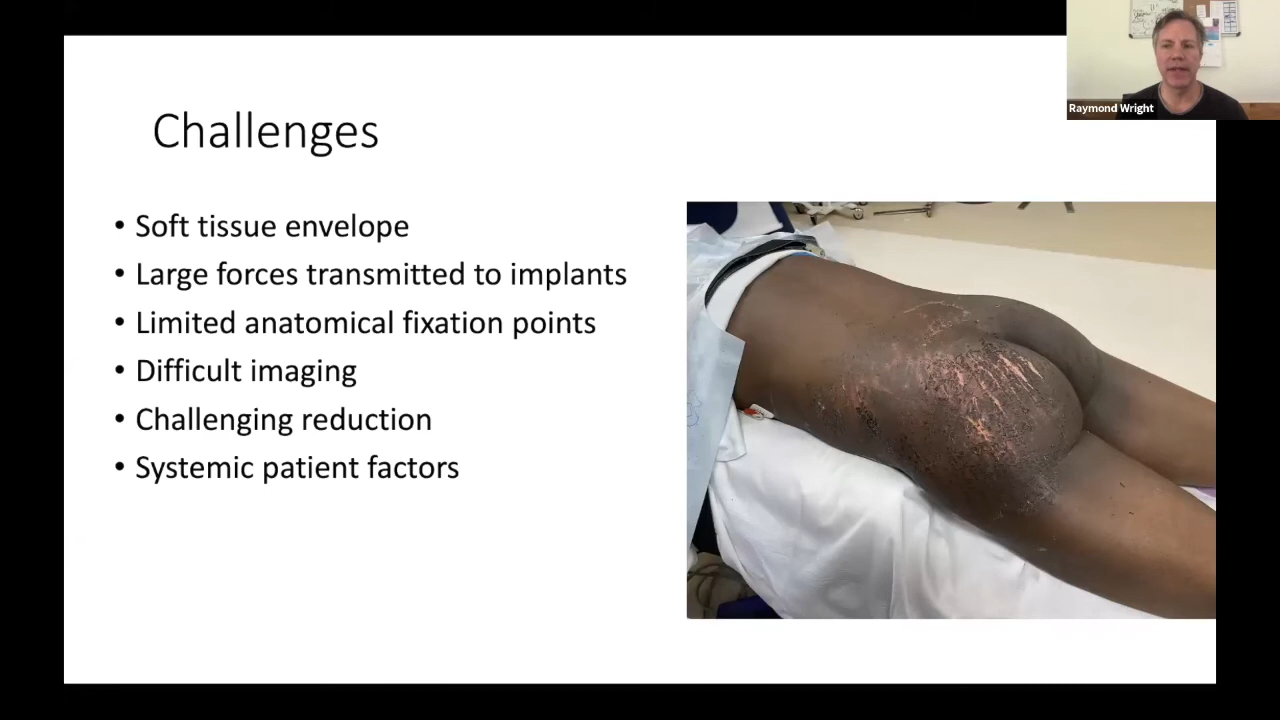 Raymond Wright
Challenges
• Soft tissue envelope
• Large forces transmitted to implants
• Limited anatomical fixation points
• Difficult imaging
• Challenging reduction
• Systemic patient factors